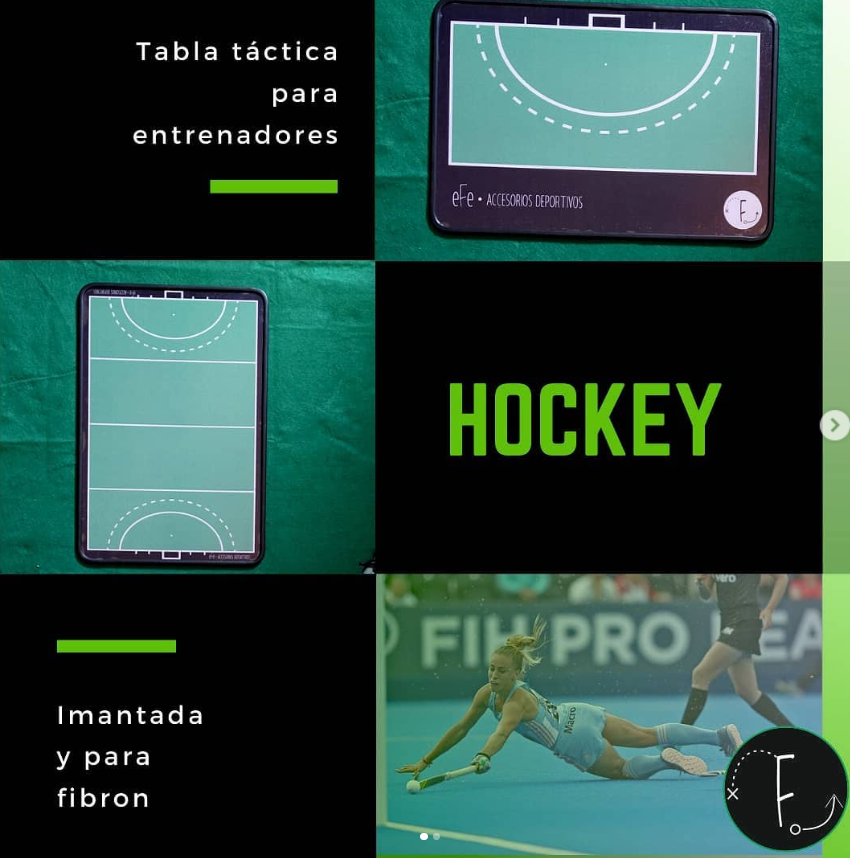 Tabla táctica
para
entrenadores
eFe • ACCESORIOS DEPORTIVOS
F
HOCKEY
Imantada
y para
fibron
FIH PRO LEA
Macro
F